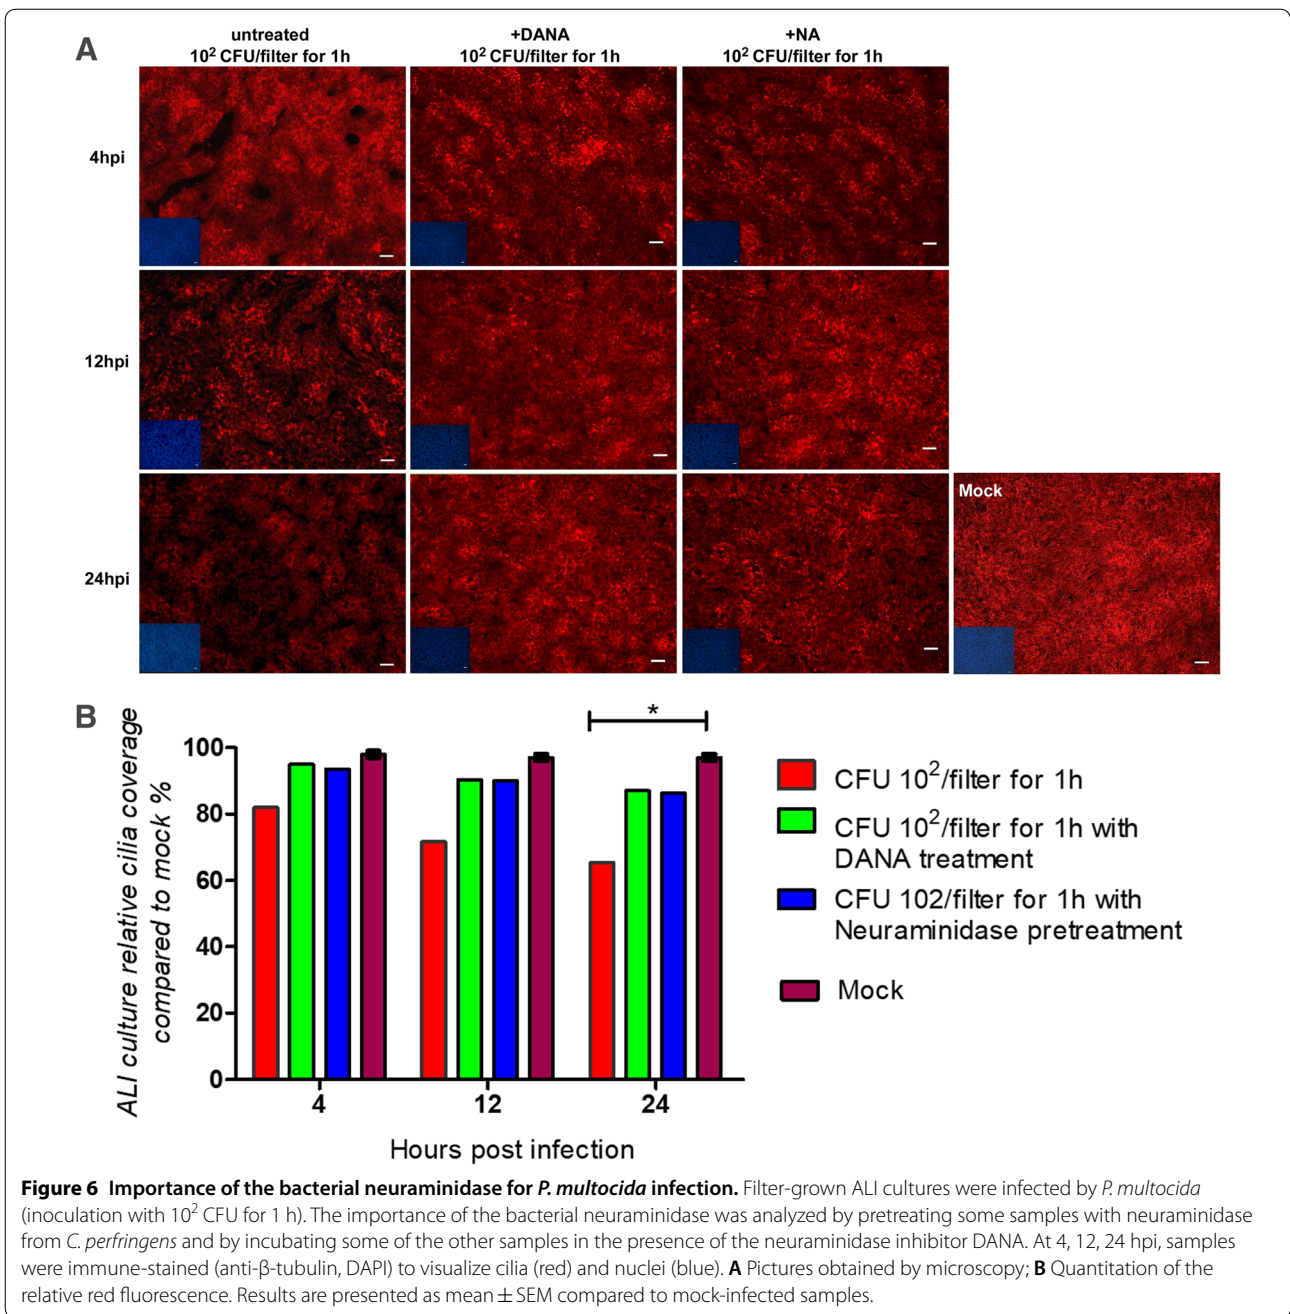 A
untreated
10² CFU/filter for 1h
+DANA
10² CFU/filter for 1h
+NA
10² CFU/filter for 1h
4hpi
12hpi
24hpi
Mock
B
ALI culture relative cilia coverage
compared to mock %
100
80
60
40
20
0
*
4
12
24
Hours post infection
CFU 10²/filter for 1h
CFU 10²/filter for 1h with
DANA treatment
CFU 102/filter for 1h with
Neuraminidase pretreatment
Mock
Figure 6 Importance of the bacterial neuraminidase for P. multocida infection. Filter-grown ALI cultures were infected by P. multocida
(inoculation with 10² CFU for 1 h). The importance of the bacterial neuraminidase was analyzed by pretreating some samples with neuraminidase
from C. perfringens and by incubating some of the other samples in the presence of the neuraminidase inhibitor DANA. At 4, 12, 24 hpi, samples
were immune-stained (anti-β-tubulin, DAPI) to visualize cilia (red) and nuclei (blue). A Pictures obtained by microscopy; B Quantitation of the
relative red fluorescence. Results are presented as mean ± SEM compared to mock-infected samples.